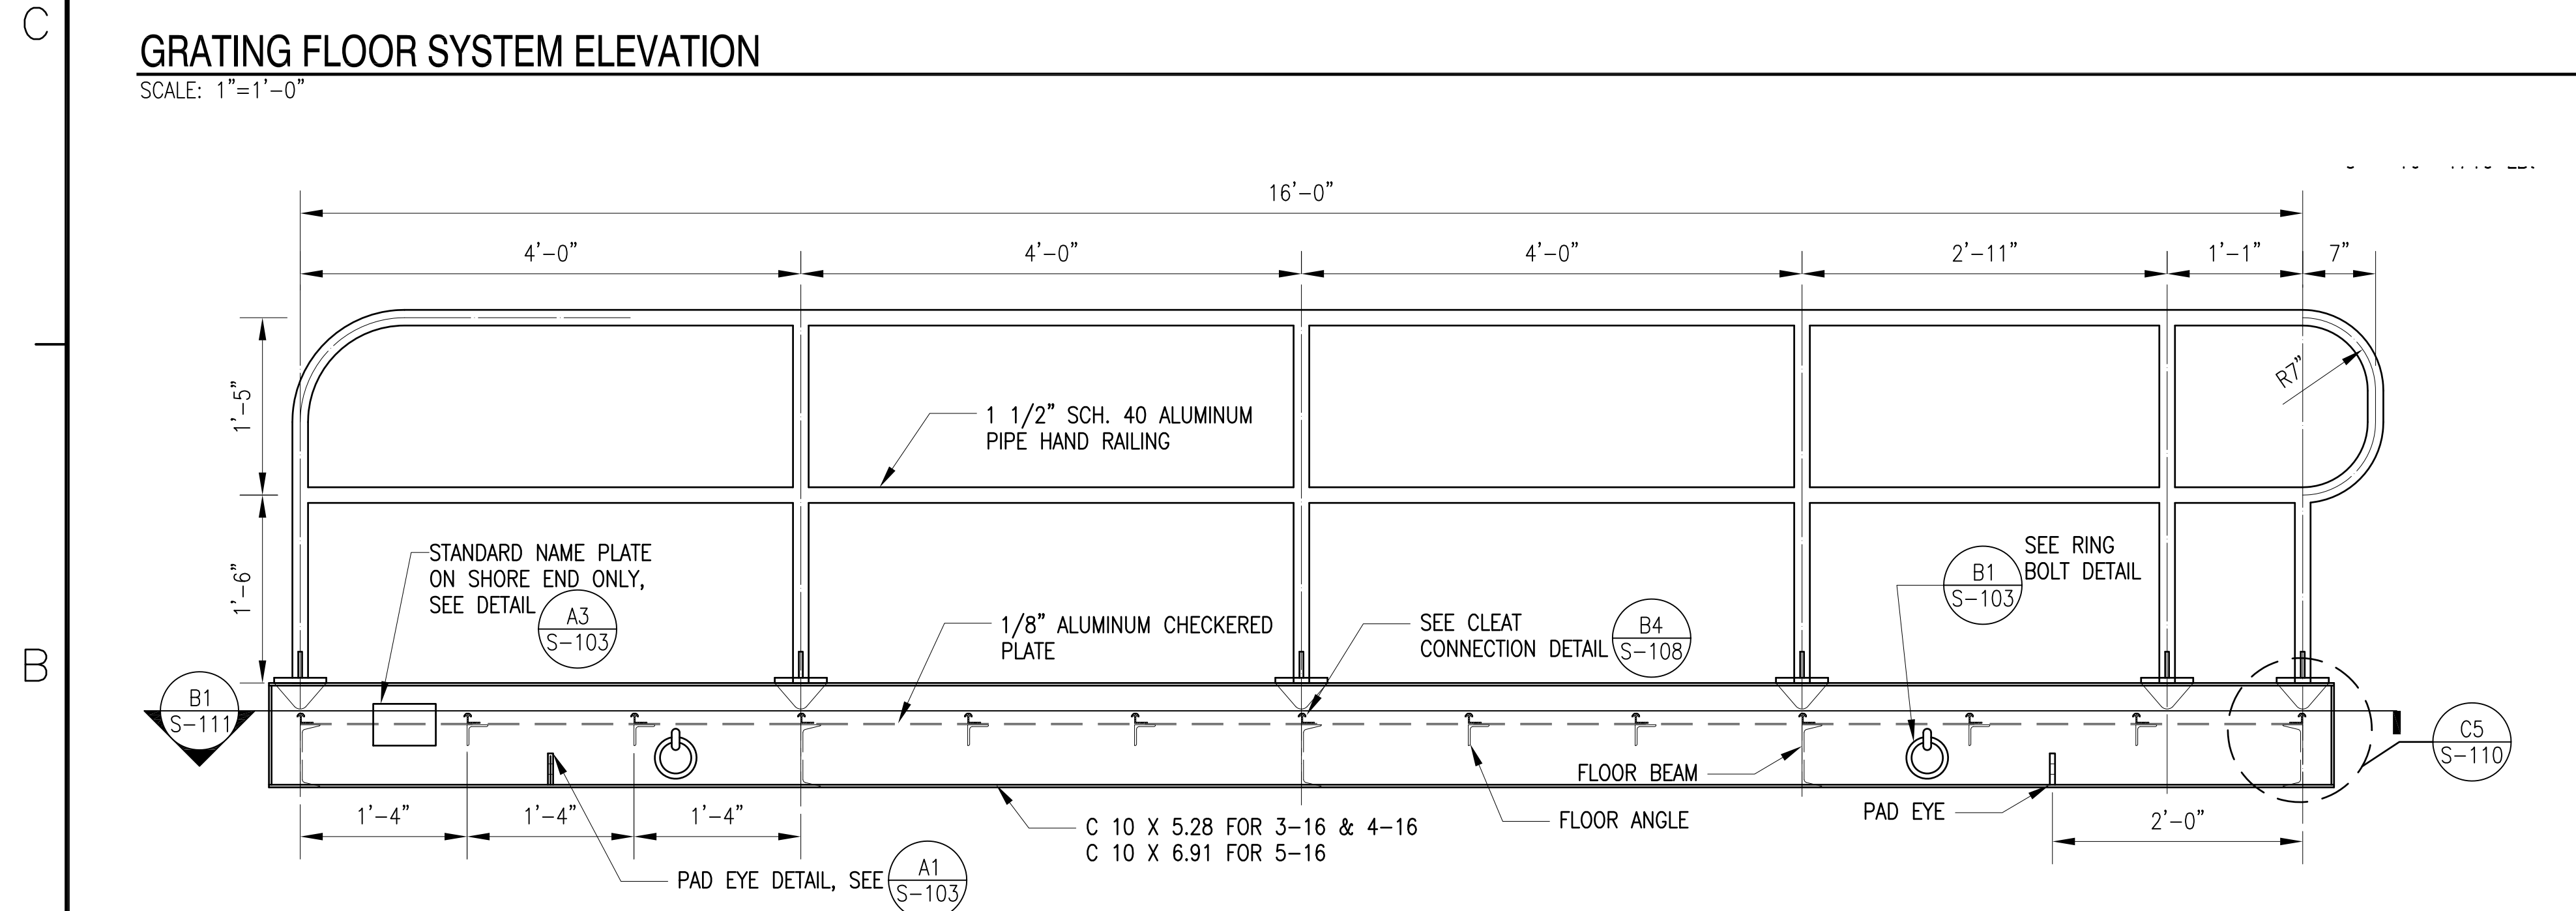 C
GRATING FLOOR SYSTEM ELEVATION
SCALE: 1"=1'-0"
16'-0"
4'-0" 4'-0" 4'-0" 2'-11" 1'-1" 7"
1'-5"
R7"
1 1/2" SCH. 40 ALUMINUM
PIPE HAND RAILING
1'-6"
STANDARD NAME PLATE
ON SHORE END ONLY,
SEE DETAIL
A3
S-103
1/8" ALUMINUM CHECKERED
PLATE
SEE CLEAT
CONNECTION DETAIL
B4
S-108
SEE RING
BOLT DETAIL
B1
S-103
B
B1
S-111
C5
S-110
FLOOR BEAM
FLOOR ANGLE
PAD EYE
1'-4" 1'-4" 1'-4"
2'-0"
C 10 X 5.28 FOR 3-16 & 4-16
C 10 X 6.91 FOR 5-16
PAD EYE DETAIL, SEE
A1
S-103